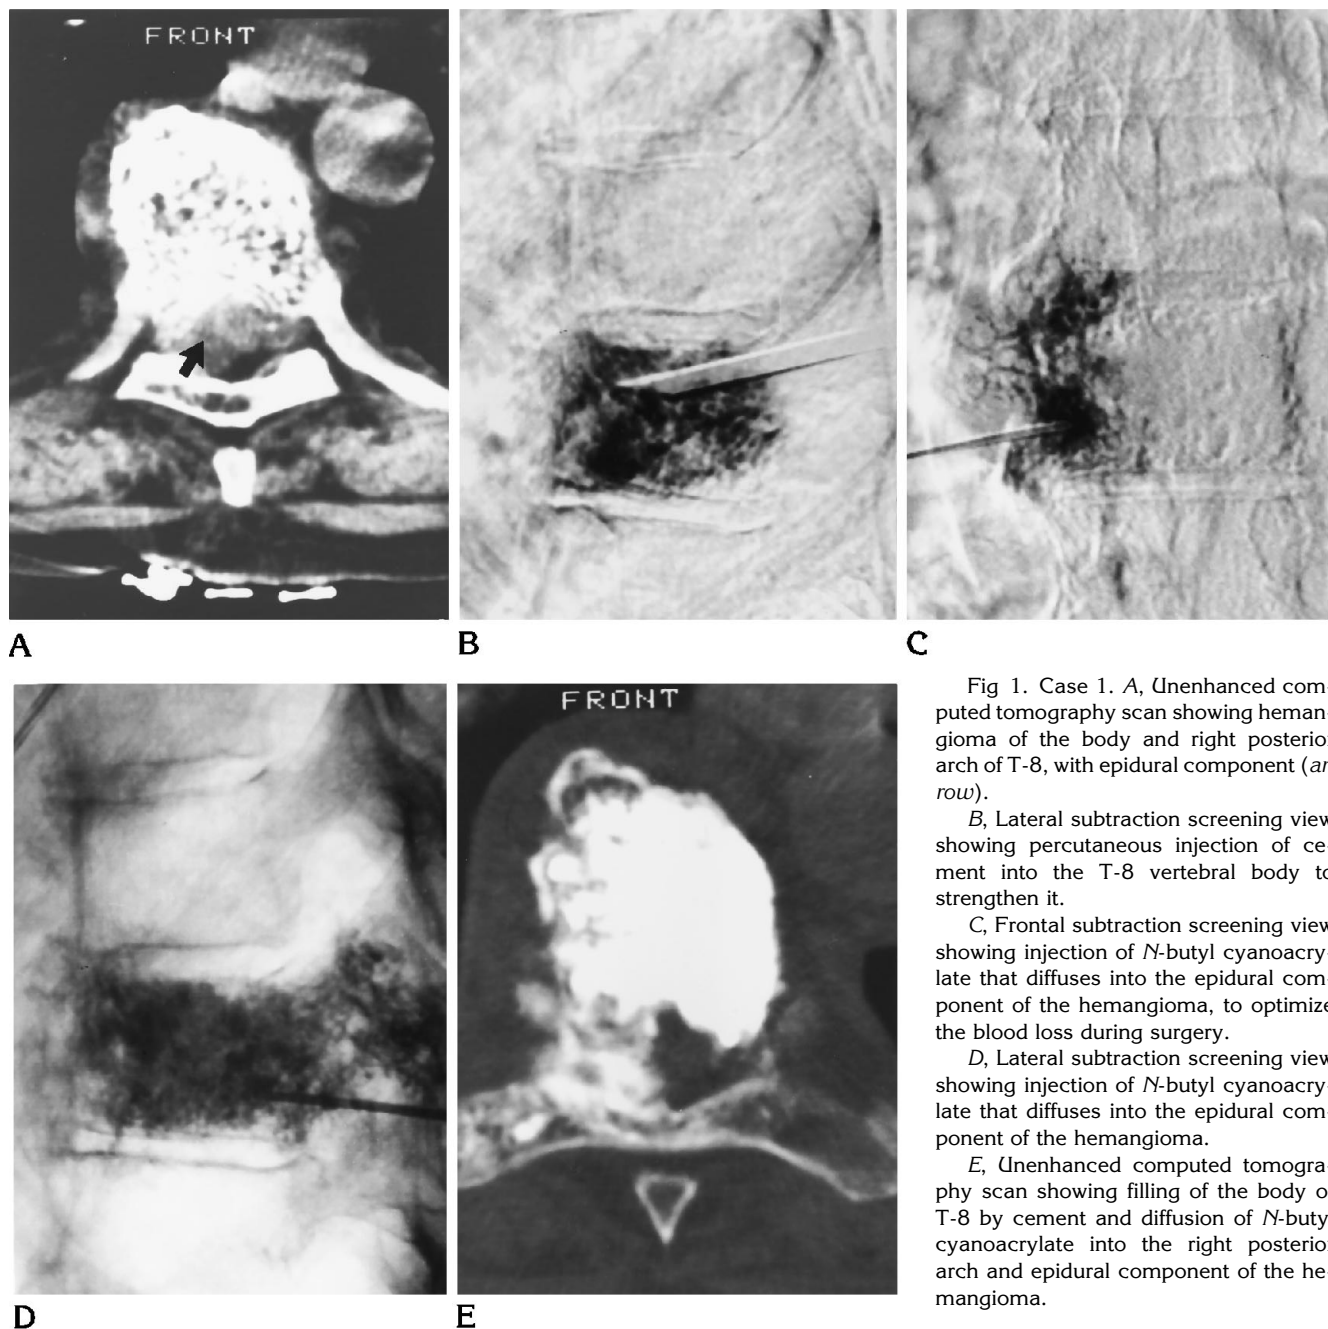 FRONT
A
B
C
FRONT
D
E
Fig 1. Case 1. A, Unenhanced com-
puted tomography scan showing heman-
gioma of the body and right posterior
arch of T-8, with epidural component (ar
row).
B, Lateral subtraction screening view
showing percutaneous injection of ce-
ment into the T-8 vertebral body to
strengthen it.
C, Frontal subtraction screening view
showing injection of N-butyl cyanoacry-
late that diffuses into the epidural com-
ponent of the hemangioma, to optimize
the blood loss during surgery.
D, Lateral subtraction screening view
showing injection of N-butyl cyanoacry-
late that diffuses into the epidural com-
ponent of the hemangioma.
E, Unenhanced computed tomogra-
phy scan showing filling of the body o
T-8 by cement and diffusion of N-buty
cyanoacrylate into the right posterior
arch and epidural component of the he-
mangioma.